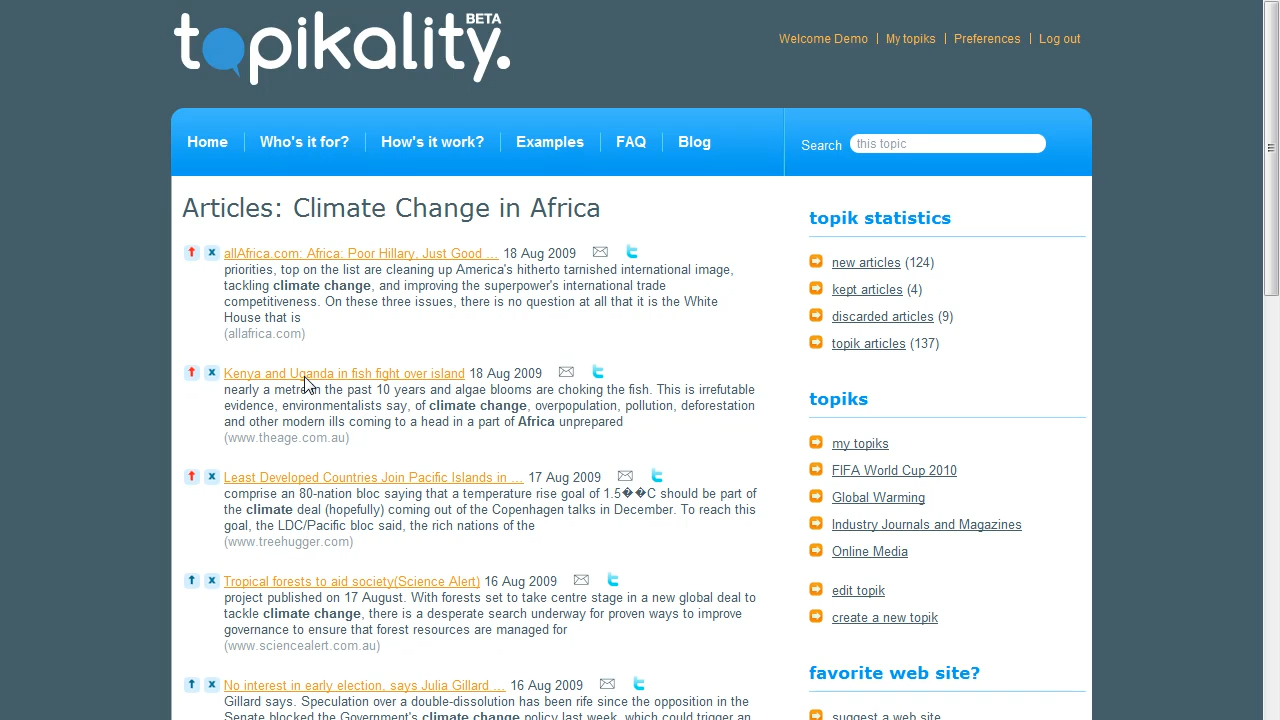 topikality.
BETA
Welcome Demo | My topiks | Preferences | Log out
Home Who's it for? How's it work? Examples FAQ Blog
Search this topic
Articles: Climate Change in Africa
allAfrica.com: Africa: Poor Hillary, Just Good ... 18 Aug 2009
priorities, top on the list are cleaning up America's hitherto tarnished international image,
tackling climate change, and improving the superpower's international trade
competitiveness. On these three issues, there is no question at all that it is the White
House that is
(allafrica.com)
Kenya and Uganda in fish fight over island 18 Aug 2009
nearly a metre in the past 10 years and algae blooms are choking the fish. This is irrefutable
evidence, environmentalists say, of climate change, overpopulation, pollution, deforestation
and other modern ills coming to a head in a part of Africa unprepared
(www.theage.com.au)
Least Developed Countries Join Pacific Islands in ... 17 Aug 2009
comprise an 80-nation bloc saying that a temperature rise goal of 1.5��C should be part of
the climate deal (hopefully) coming out of the Copenhagen talks in December. To reach this
goal, the LDC/Pacific bloc said, the rich nations of the
(www.treehugger.com)
Tropical forests to aid society(Science Alert) 16 Aug 2009
project published on 17 August. With forests set to take centre stage in a new global deal to
tackle climate change, there is a desperate search underway for proven ways to improve
governance to ensure that forest resources are managed for
(www.sciencealert.com.au)
No interest in early election, says Julia Gillard ... 16 Aug 2009
Gillard says. Speculation over a double-dissolution has been rife since the opposition in the
Senate blocked the Government's climate change policy last week, which could trigger an
topik statistics
new articles (124)
kept articles (4)
discarded articles (9)
topik articles (137)
topiks
my topiks
FIFA World Cup 2010
Global Warming
Industry Journals and Magazines
Online Media
edit topik
create a new topik
favorite web site?
suggest a web site